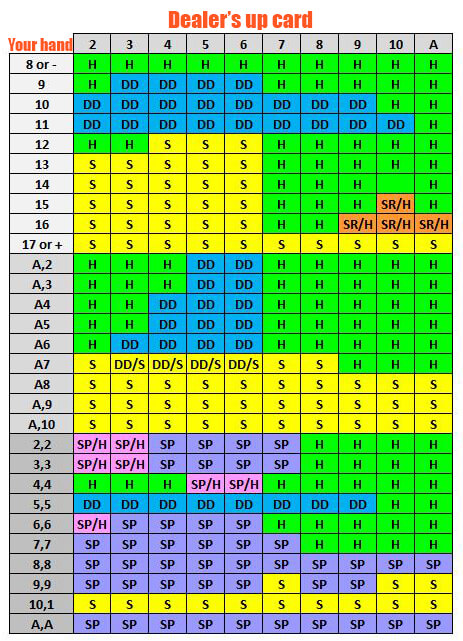 Dealer's up card
Your hand 2 3 4 5 6 7 8 9 10 A
8 or - H H H H H H H H H H
9 H DD DD DD DD H H H H H
10 DD DD DD DD DD DD DD DD H H
11 DD DD DD DD DD DD DD DD DD H
12 H H S S S H H H H H
13 S S S S S H H H H H
14 S S S S S H H H H
15 S S S S S H H H SR/H H
16 S S S S S H H SR/H SR/H SR/H
17 or + S S S S S S S S S S
A,2 H H H DD DD H H H H H
A,3 H H H DD DD H H H H H
A4 H H DD DD DD H H H H H
A5 H H DD DD DD H H H H H
A6 H DD DD DD DD H H H H H
A7 S DD/S DD/S DD/S DD/S S S H H H
A8 S S S S S S S S S S
A,9 S S S S S S S S S S
A,10 S S S S S S S S S S
2,2 SP/H SP/H SP SP SP SP H H H H
3,3 SP/H SP/H SP SP SP SP H H H H
4,4 H H H SP/H SP/H H H H H H
5,5 DD DD DD DD DD DD DD DD H H
6,6 SP/H SP SP SP SP H H H H H
7,7 SP SP SP SP SP SP H H H H
8,8 SP SP SP SP SP SP SP SP SP SP
9,9 SP SP SP SP SP S SP SP S S
10,1 S S S S S S S S S S
A,A SP SP SP SP SP SP SP SP SP SP